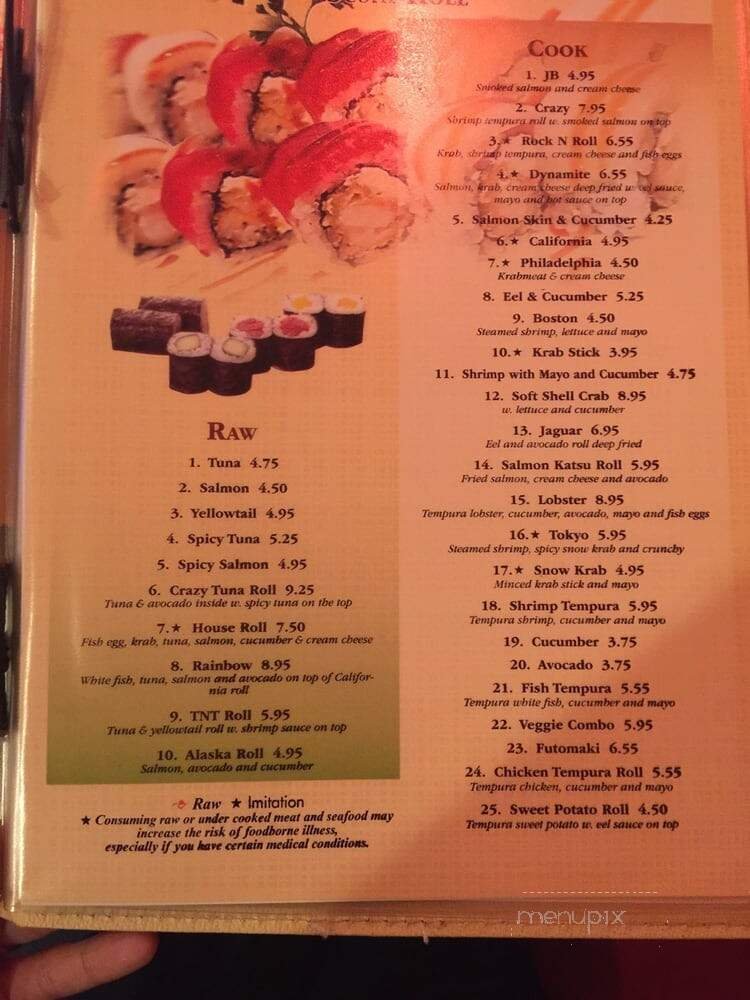 ROLL
RAW
1. Tuna 4.75
2. Salmon 4.50
3. Yellowtail 4.95
4. Spicy Tuna 5.25
5. Spicy Salmon 4.95
6. Crazy Tuna Roll 9.25
Tuna & avocado inside w. spicy tuna on the top
7.★ House Roll 7.50
Fish egg, krab, tuna, salmon, cucumber & cream cheese
8. Rainbow 8.95
White fish, tuna, salmon and avocado on top of Califor-
nia roll
9. TNT Roll 5.95
Tuna & yellowtail roll w. shrimp sauce on top
10. Alaska Roll 4.95
Salmon, avocado and cucumber
Raw ★ Imitation
★ Consuming raw or under cooked meat and seafood may
increase the risk of foodborne illness,
especially if you have certain medical conditions.
COOK
1. JB 4.95
Smoked salmon and cream cheese
2. Crazy 7.95
Shrimp tempura roll w. smoked salmon on top
3.★ Rock N Roll 6.55
Krab, shrimp tempura, cream cheese and fish eggs
4.★ Dynamite 6.55
Salmon, krab, cream cheese deep fried w. eel sauce,
mayo and hot sauce on top
5. Salmon Skin & Cucumber 4.25
6.★ California 4.95
7.★ Philadelphia 4.50
Krabmeat & cream cheese
8. Eel & Cucumber 5.25
9. Boston 4.50
Steamed shrimp, lettuce and mayo
10.★ Krab Stick 3.95
11. Shrimp with Mayo and Cucumber 4.75
12. Soft Shell Crab 8.95
w. lettuce and cucumber
13. Jaguar 6.95
Eel and avocado roll deep fried
14. Salmon Katsu Roll 5.95
Fried salmon, cream cheese and avocado
15. Lobster 8.95
Tempura lobster, cucumber, avocado, mayo and fish eggs
16.★ Tokyo 5.95
Steamed shrimp, spicy snow krab and crunchy
17.★ Snow Krab 4.95
Minced krab stick and mayo
18. Shrimp Tempura 5.95
Tempura shrimp, cucumber and mayo
19. Cucumber 3.75
20. Avocado 3.75
21. Fish Tempura 5.55
Tempura white fish, cucumber and mayo
22. Veggie Combo 5.95
23. Futomaki 6.55
24. Chicken Tempura Roll 5.55
Tempura chicken, cucumber and mayo
25. Sweet Potato Roll 4.50
Tempura sweet potato w. eel sauce on top
menupix